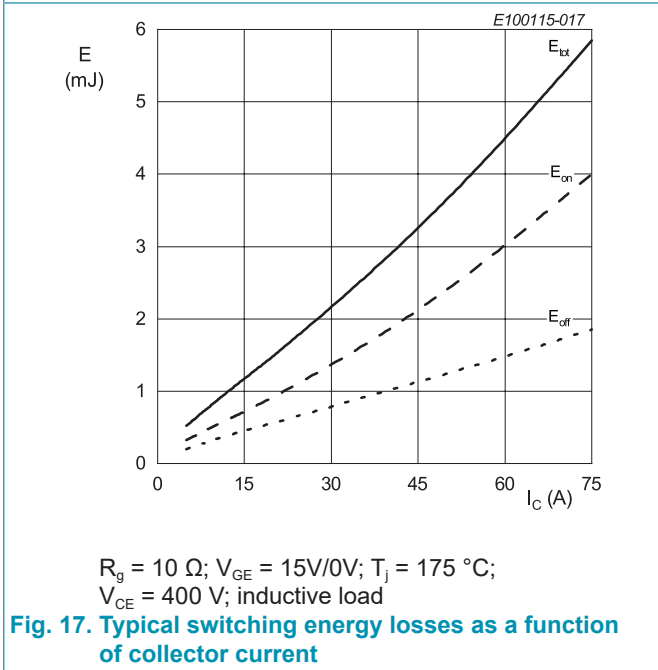 E100115-017
E
(mJ)
6
5
4
3
2
1
0
E_tot
E_on
E_off
0 15 30 45 60 75
I_C (A)
R_g = 10 Ω; V_GE = 15V/0V; T_j = 175 °C;
V_CE = 400 V; inductive load
Fig. 17. Typical switching energy losses as a function
of collector current